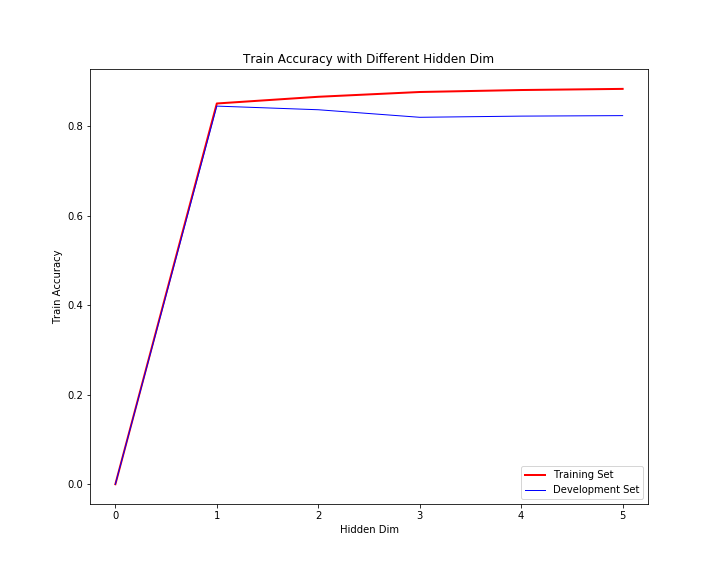 Train Accuracy with Different Hidden Dim
Train Accuracy
0.8
0.6
0.4
0.2
0.0
0 1 2 3 4 5
Hidden Dim
Training Set
Development Set